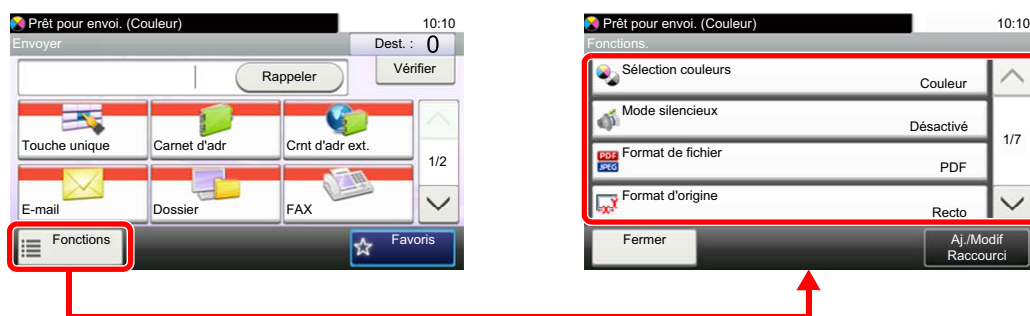 Prêt pour envoi. (Couleur) 10:10
Envoyer Dest. : 0
Rappeler Vérifier
Touche unique Carnet d'adr Crnt d'adr ext.
1/2
E-mail Dossier FAX
Fonctions Favoris
Prêt pour envoi. (Couleur) 10:10
Fonctions.
Sélection couleurs
Couleur
Mode silencieux
Désactivé
1/7
PDF JPEG Format de fichier
PDF
Format d'origine
Recto
Fermer Aj./Modif
Raccourci